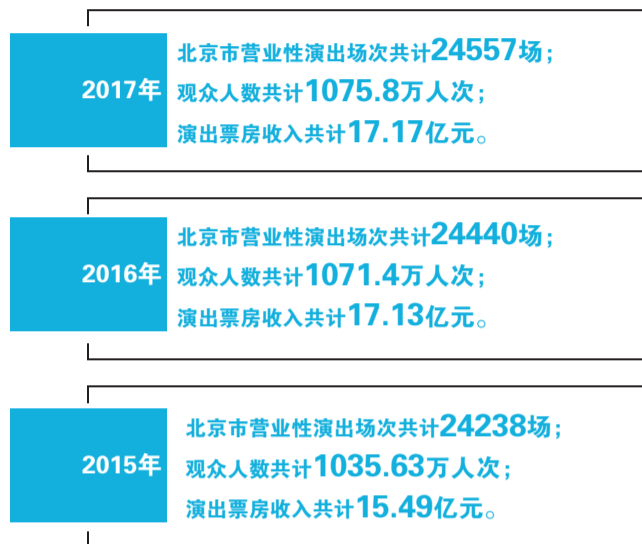 2017年
北京市营业性演出场次共计24557场；
观众人数共计1075.8万人次；
演出票房收入共计17.17亿元。
2016年
北京市营业性演出场次共计24440场；
观众人数共计1071.4万人次；
演出票房收入共计17.13亿元。
2015年
北京市营业性演出场次共计24238场；
观众人数共计1035.63万人次；
演出票房收入共计15.49亿元。